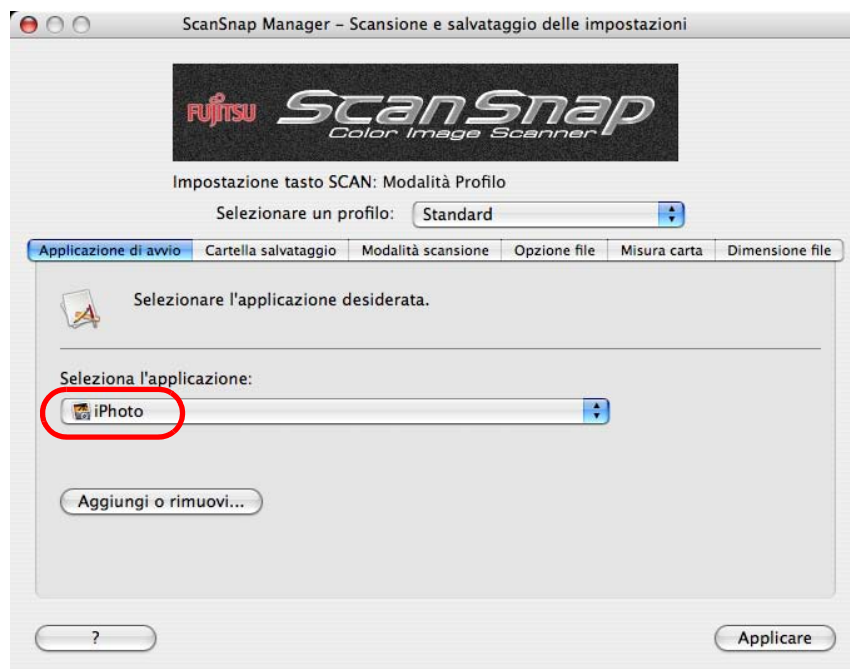 ScanSnap Manager – Scansione e salvataggio delle impostazioni
FUJITSU ScanSnap
Color Image Scanner
Impostazione tasto SCAN: Modalità Profilo
Selezionare un profilo: Standard
Applicazione di avvio Cartella salvataggio Modalità scansione Opzione file Misura carta Dimensione file
Selezionare l'applicazione desiderata.
Seleziona l'applicazione:
iPhoto
Aggiungi o rimuovi...
? Applicare